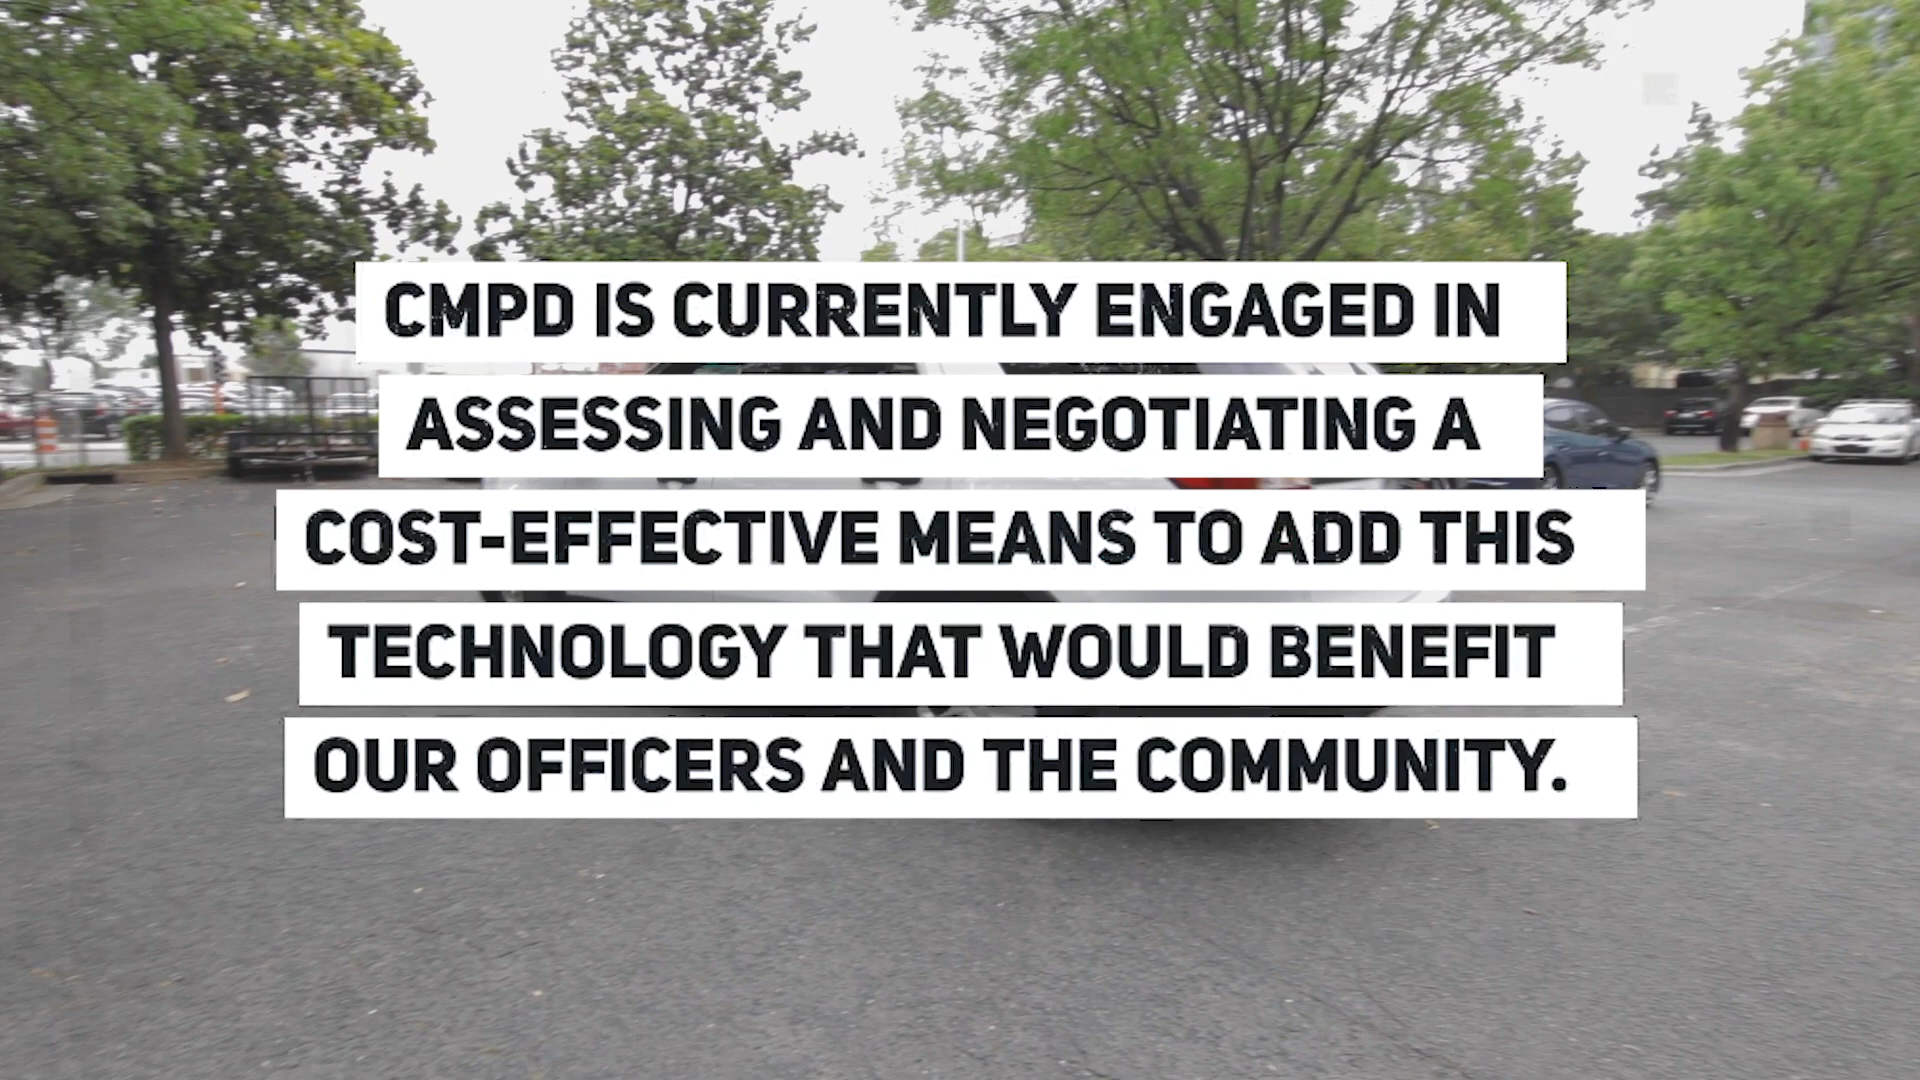 CMPD IS CURRENTLY ENGAGED IN
ASSESSING AND NEGOTIATING A
COST-EFFECTIVE MEANS TO ADD THIS
TECHNOLOGY THAT WOULD BENEFIT
OUR OFFICERS AND THE COMMUNITY.